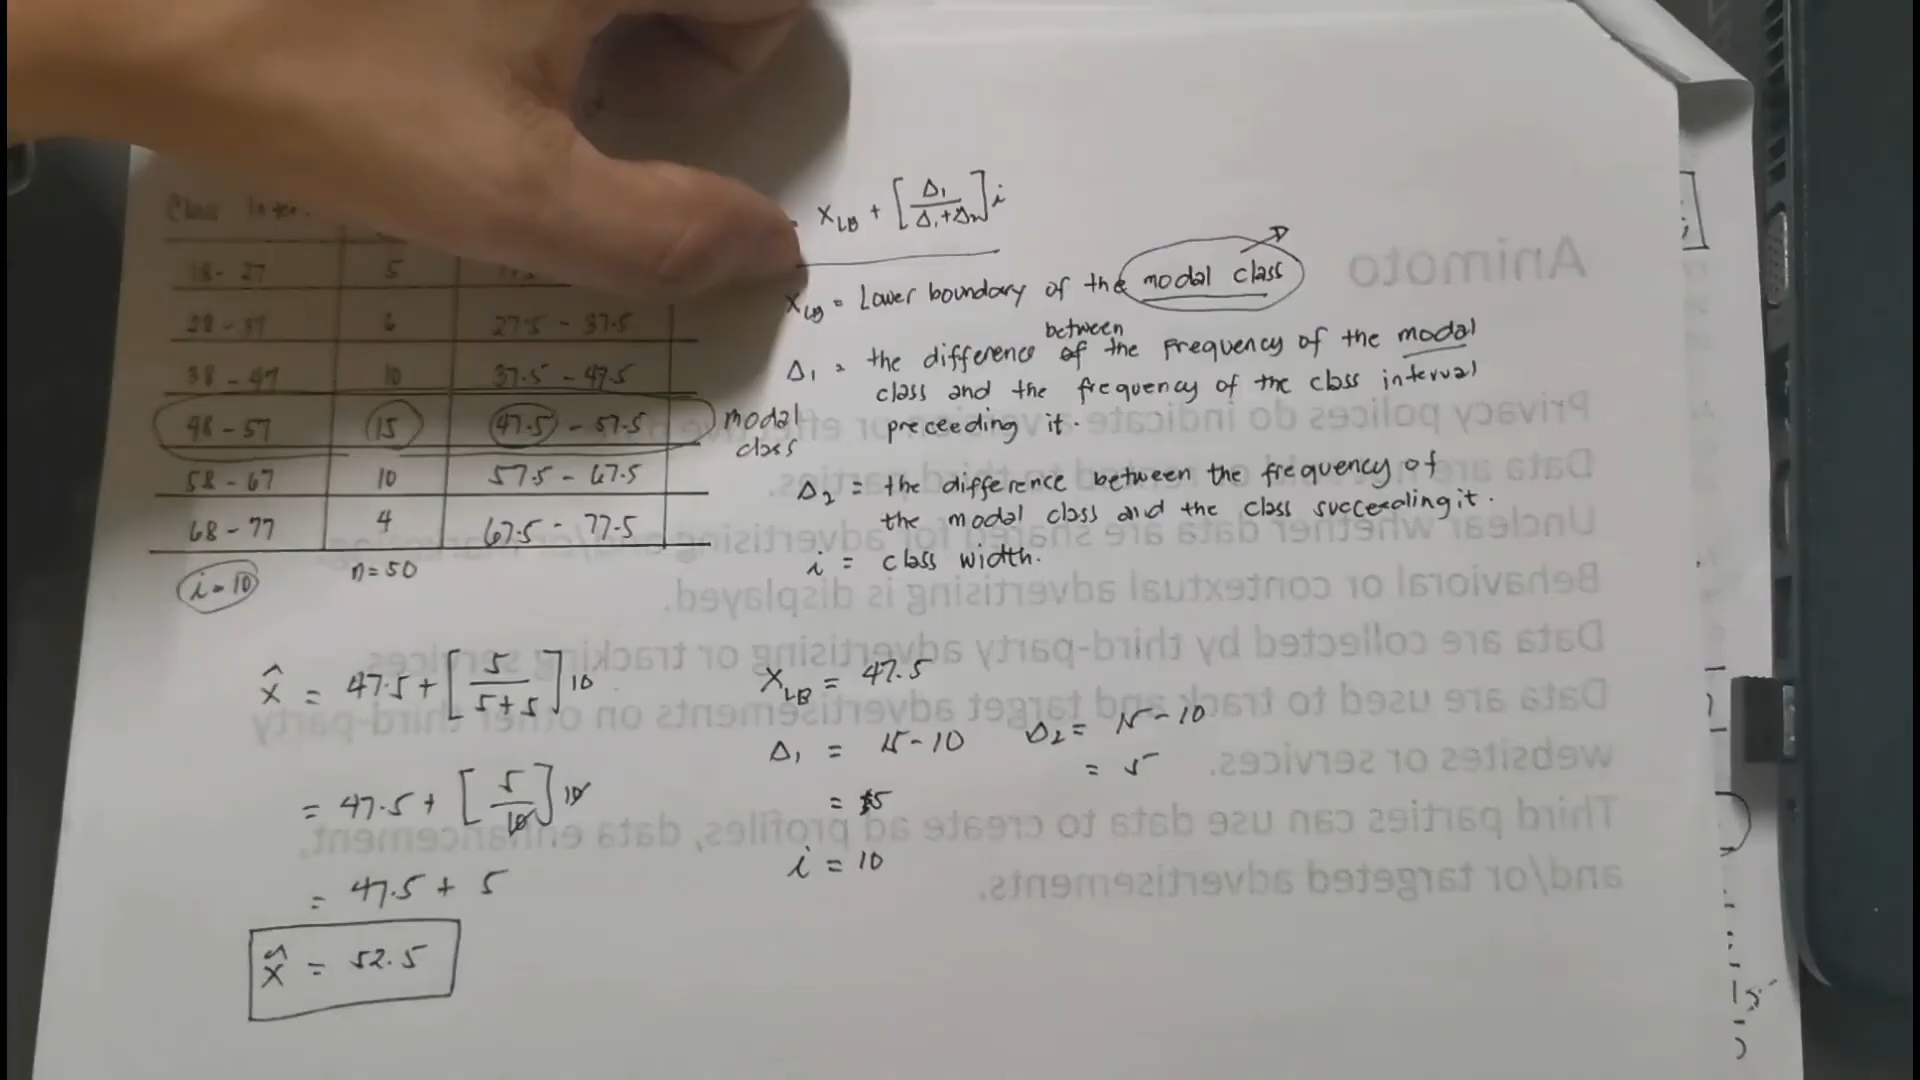 x_LB + [Δ1 / Δ1+Δ2] i
Class
18 - 27 5
28 - 37 6 27.5 - 37.5
38 - 47 10 37.5 - 47.5
48 - 57 15 47.5 - 57.5 modal class
58 - 67 10 57.5 - 67.5
68 - 77 4 67.5 - 77.5
i = 10 n = 50
x_LB = Lower boundary of the modal class
between
Δ1 = the difference of the frequency of the modal
class and the frequency of the class interval
preceeding it.
Δ2 = the difference between the frequency of
the modal class and the class succeeding it.
i = class width.
x̂ = 47.5 + [5 / 5+5] 10
= 47.5 + [5 / 10] 10
= 47.5 + 5
x̂ = 52.5
x_LB = 47.5
Δ1 = 15 - 10 Δ2 = 15 - 10
= 5 = 5
i = 10
Animoto
Privacy polices do indicate
Data are
Unclear whether data are shared for advertising and/or
Behavioral or contextual advertising is displayed.
Data are collected by third-party advertising or tracking services.
Data are used to track and target advertisements on other third-party
websites or services.
Third parties can use data to create ad profiles, data enhancement,
and/or targeted advertisements.